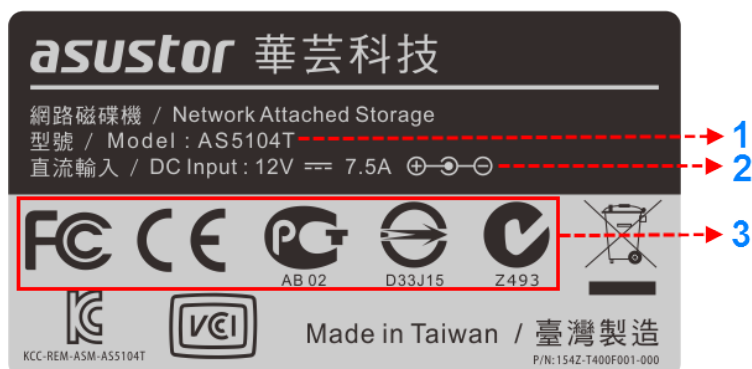 asustor 華芸科技
網路磁碟機 / Network Attached Storage
型號 / Model : AS5104T
1
直流輸入 / DC Input : 12V ⎓ 7.5A
2
FC CE PCT
3
AB 02 D33J15 Z493
KCC-REM-ASM-AS5104T
VCI
Made in Taiwan / 臺灣製造
P/N:154Z-T400F001-000